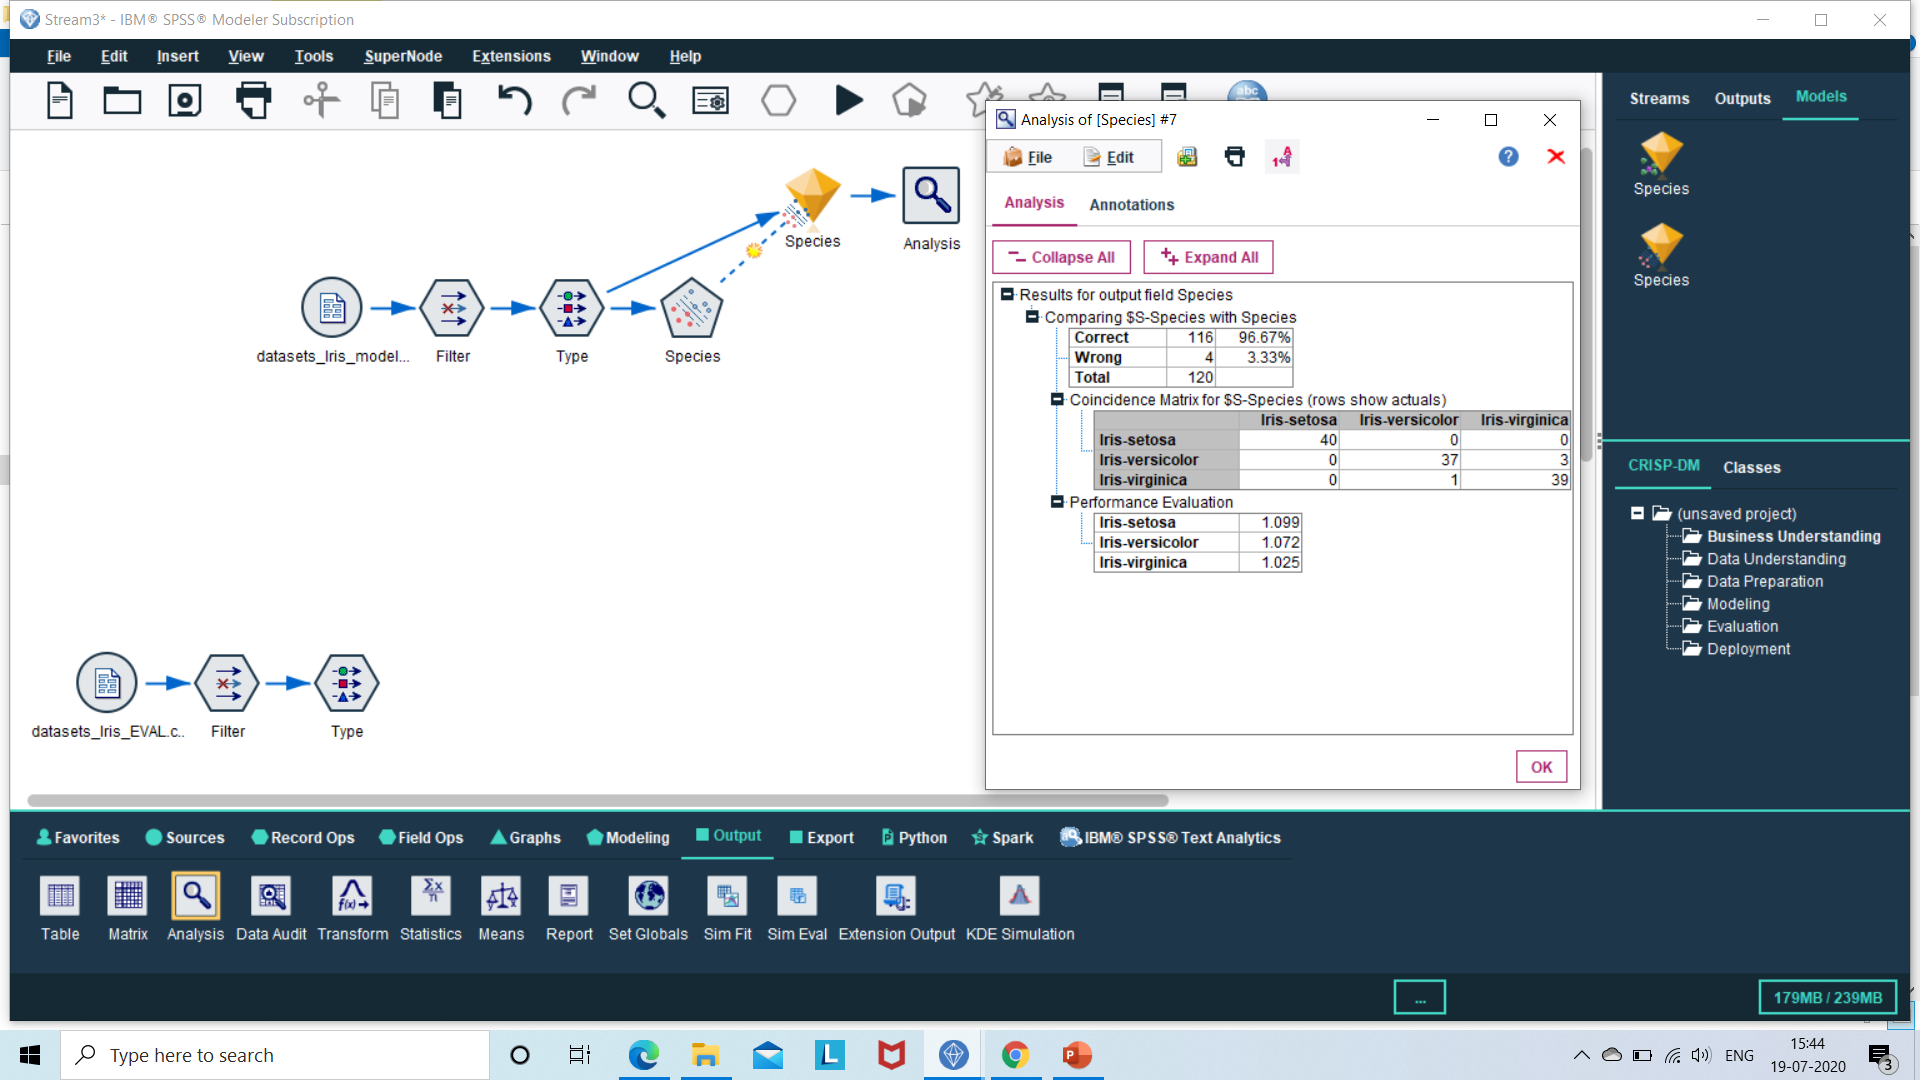 Stream3* - IBM® SPSS® Modeler Subscription
File Edit Insert View Tools SuperNode Extensions Window Help
abc
Streams Outputs Models
Species
Species
Species
Analysis
datasets_Iris_model...
Filter
Type
Species
Analysis of [Species] #7
File Edit
Analysis Annotations
Collapse All Expand All
Results for output field Species
Comparing $S-Species with Species
Correct 116 96.67%
Wrong 4 3.33%
Total 120
Coincidence Matrix for $S-Species (rows show actuals)
Iris-setosa Iris-versicolor Iris-virginica
Iris-setosa 40 0 0
Iris-versicolor 0 37 3
Iris-virginica 0 1 39
Performance Evaluation
Iris-setosa 1.099
Iris-versicolor 1.072
Iris-virginica 1.025
OK
CRISP-DM Classes
(unsaved project)
Business Understanding
Data Understanding
Data Preparation
Modeling
Evaluation
Deployment
datasets_Iris_EVAL.c..
Filter
Type
Favorites Sources Record Ops Field Ops Graphs Modeling Output Export Python Spark IBM® SPSS® Text Analytics
Table Matrix Analysis Data Audit Transform Statistics Means Report Set Globals Sim Fit Sim Eval Extension Output KDE Simulation
...
179MB / 239MB
Type here to search
ENG
15:44
19-07-2020
3